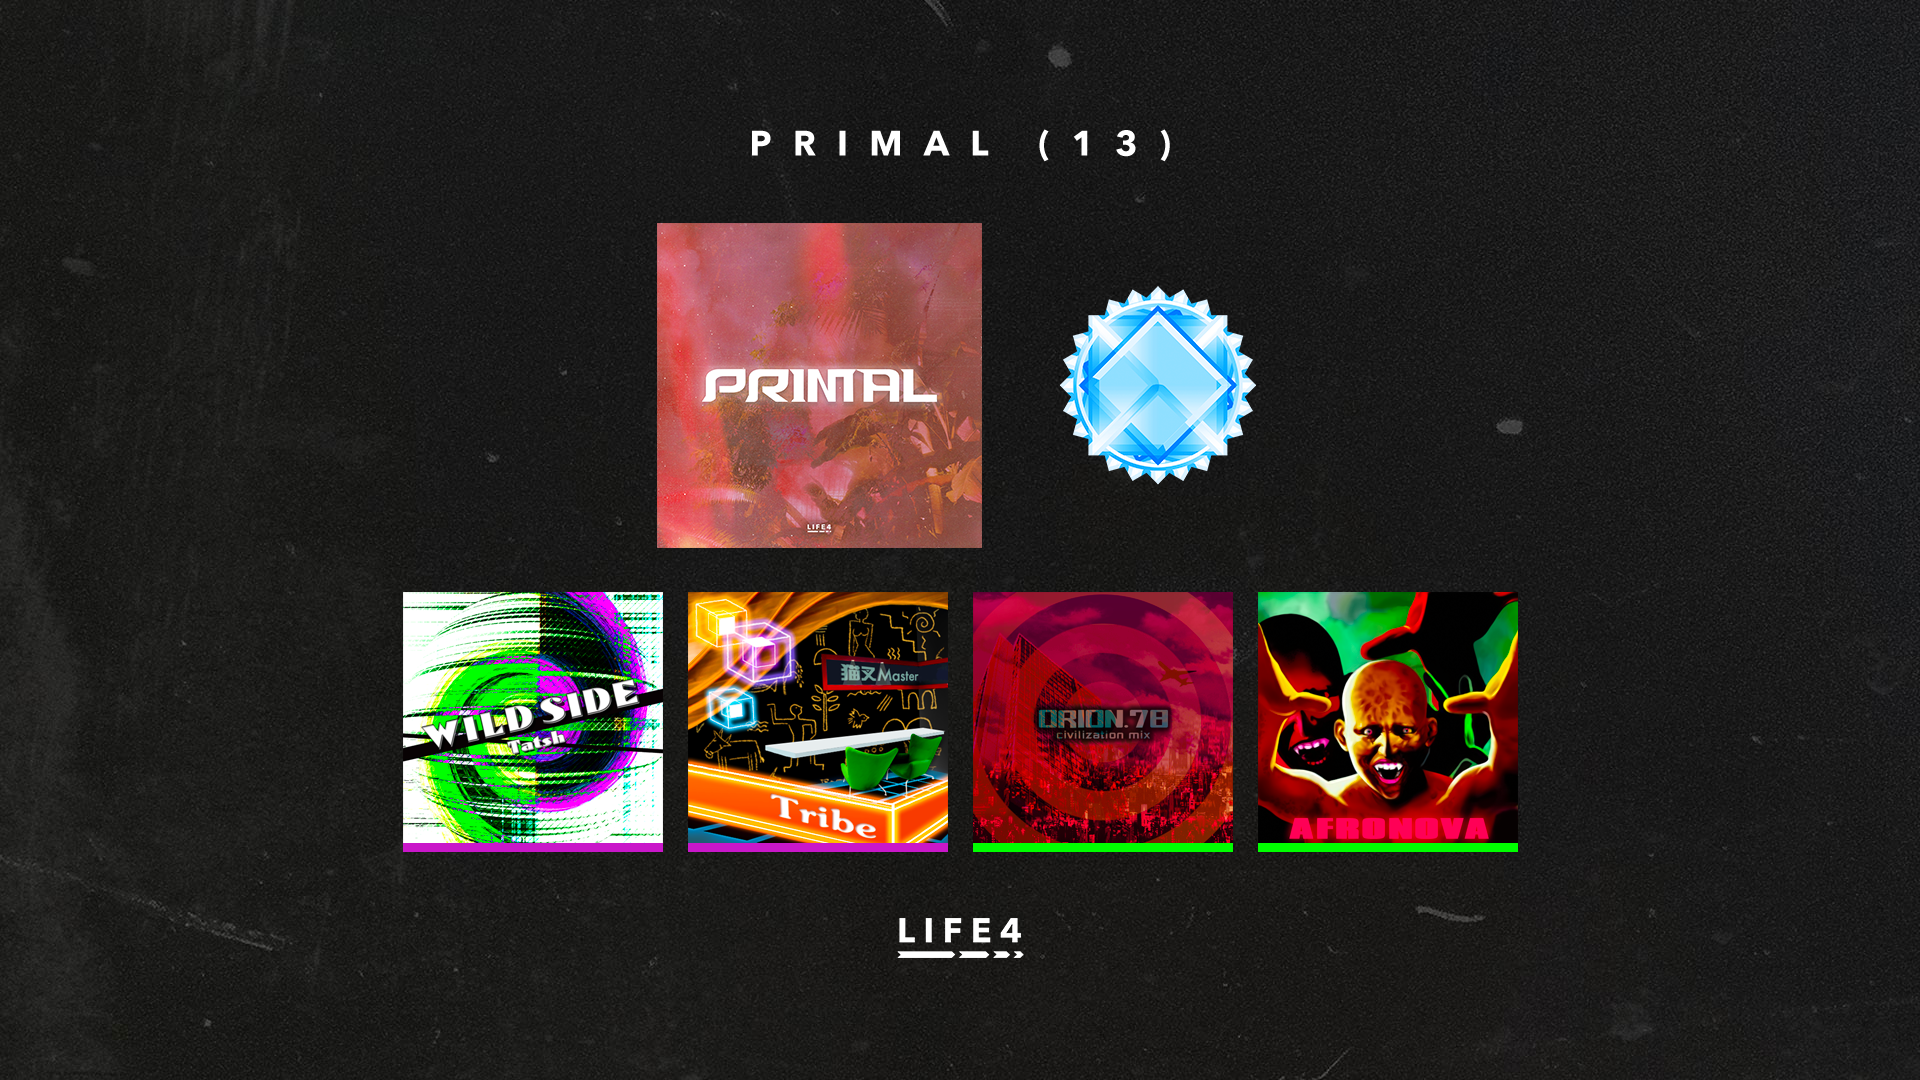 PRIMAL (13)
PRIMAL
LIFE4
WILD SIDE
Tatsh
猫叉Master
Tribe
ORION.78
civilization mix
AFRONOVA
LIFE4